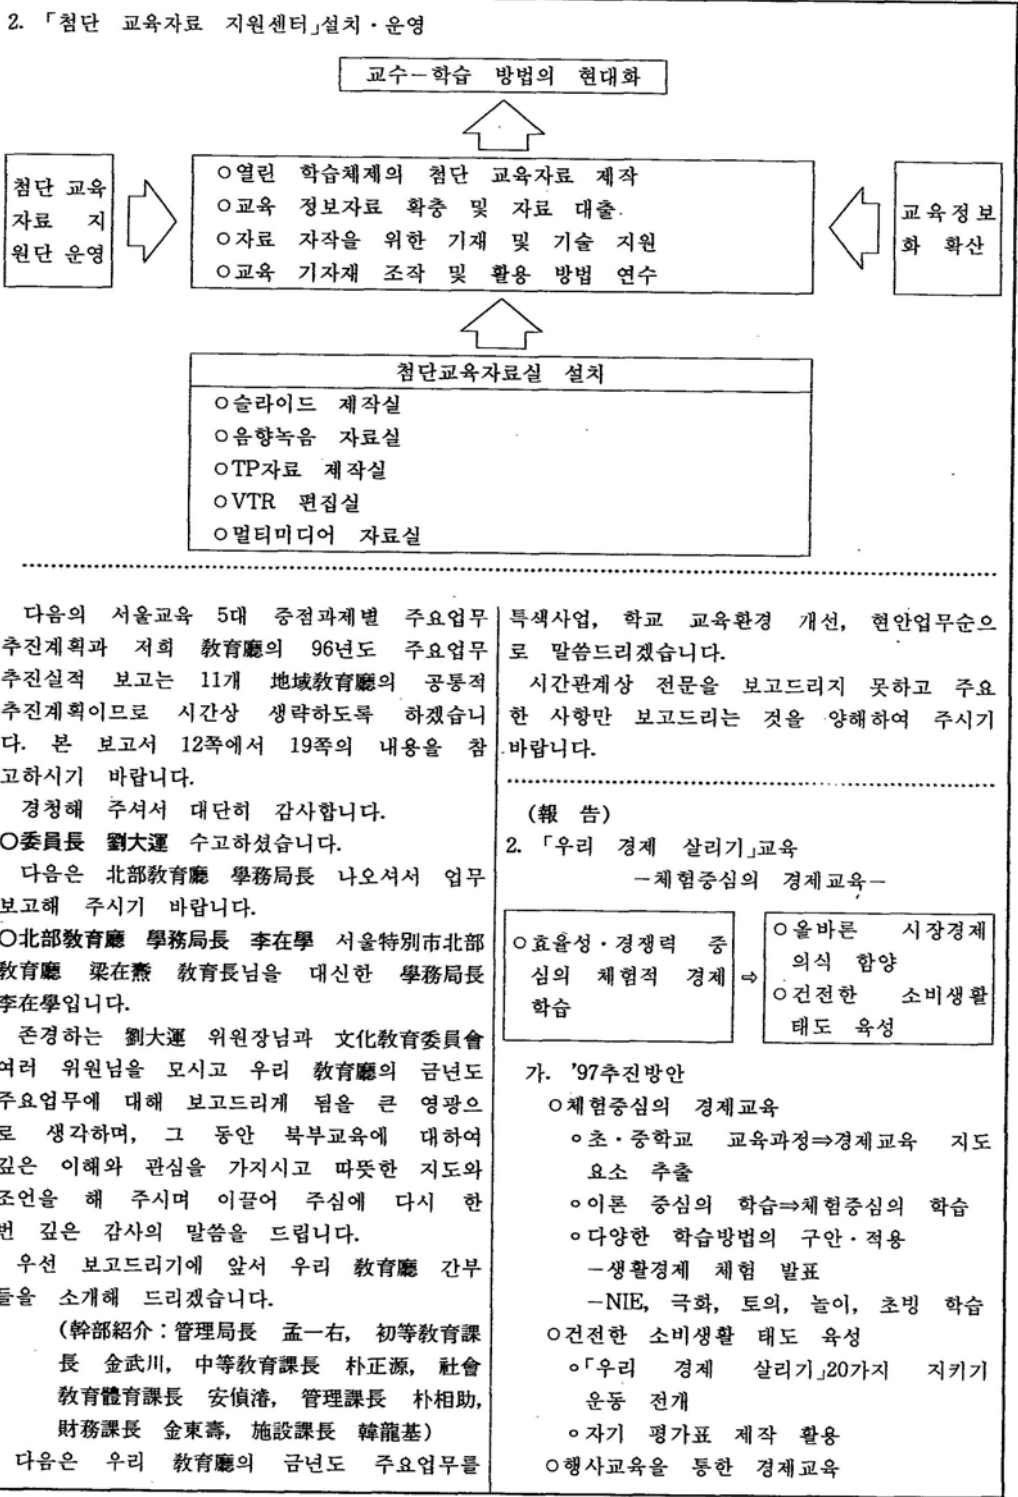 2. 「첨단 교육자료 지원센터」설치·운영
교수-학습 방법의 현대화
첨단 교육
자료 지
원단 운영
○열린 학습체제의 첨단 교육자료 제작
○교육 정보자료 확충 및 자료 대출
○자료 자작을 위한 기재 및 기술 지원
○교육 기자재 조작 및 활용 방법 연수
교육정보
화 확산
첨단교육자료실 설치
○슬라이드 제작실
○음향녹음 자료실
○TP자료 제작실
○VTR 편집실
○멀티미디어 자료실
다음의 서울교육 5대 중점과제별 주요업무
추진계획과 저희 敎育廳의 96년도 주요업무
추진실적 보고는 11개 地域敎育廳의 공통적
추진계획이므로 시간상 생략하도록 하겠습니
다. 본 보고서 12쪽에서 19쪽의 내용을 참
고하시기 바랍니다.
경청해 주셔서 대단히 감사합니다.
○委員長 劉大運 수고하셨습니다.
다음은 北部敎育廳 學務局長 나오셔서 업무
보고해 주시기 바랍니다.
○北部敎育廳 學務局長 李在學 서울特別市北部
敎育廳 梁在燾 敎育長님을 대신한 學務局長
李在學입니다.
존경하는 劉大運 위원장님과 文化敎育委員會
여러 위원님을 모시고 우리 敎育廳의 금년도
주요업무에 대해 보고드리게 됨을 큰 영광으
로 생각하며, 그 동안 북부교육에 대하여
깊은 이해와 관심을 가지시고 따뜻한 지도와
조언을 해 주시며 이끌어 주심에 다시 한
번 깊은 감사의 말씀을 드립니다.
우선 보고드리기에 앞서 우리 敎育廳 간부
들을 소개해 드리겠습니다.
(幹部紹介：管理局長 孟一右, 初等敎育課
長 金武川, 中等敎育課長 朴正源, 社會
敎育體育課長 安偵濬, 管理課長 朴相助,
財務課長 金東壽, 施設課長 韓龍基)
다음은 우리 敎育廳의 금년도 주요업무를
특색사업, 학교 교육환경 개선, 현안업무순으
로 말씀드리겠습니다.
시간관계상 전문을 보고드리지 못하고 주요
한 사항만 보고드리는 것을 양해하여 주시기
바랍니다.
(報 告)
2. 「우리 경제 살리기」교육
-체험중심의 경제교육-
○효율성·경쟁력 중
심의 체험적 경제
학습
⇨
○올바른 시장경제
의식 함양
○건전한 소비생활
태도 육성
가. '97추진방안
○체험중심의 경제교육
∘초·중학교 교육과정⇒경제교육 지도
요소 추출
∘이론 중심의 학습⇒체험중심의 학습
∘다양한 학습방법의 구안·적용
-생활경제 체험 발표
-NIE, 극화, 토의, 놀이, 초빙 학습
○건전한 소비생활 태도 육성
∘「우리 경제 살리기」20가지 지키기
운동 전개
∘자기 평가표 제작 활용
○행사교육을 통한 경제교육